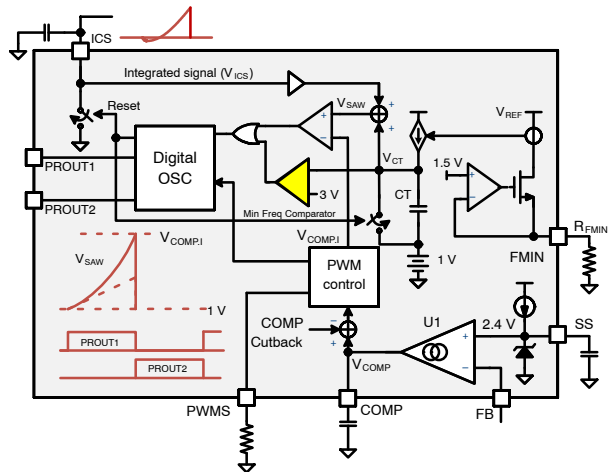 ICS
Integrated signal (VICS)
Reset
VSAW
+
+
+
−
VREF
PROUT1
Digital
OSC
VCT
3 V
CT
1.5 V
+
−
PROUT2
Min Freq Comparator
RFMIN
FMIN
VCOMP.I
VCOMP.I
VSAW
1 V
1 V
PWM
control
COMP
Cutback
−
+
U1
2.4 V
SS
+
−
PROUT1
PROUT2
VCOMP
PWMS
COMP
FB